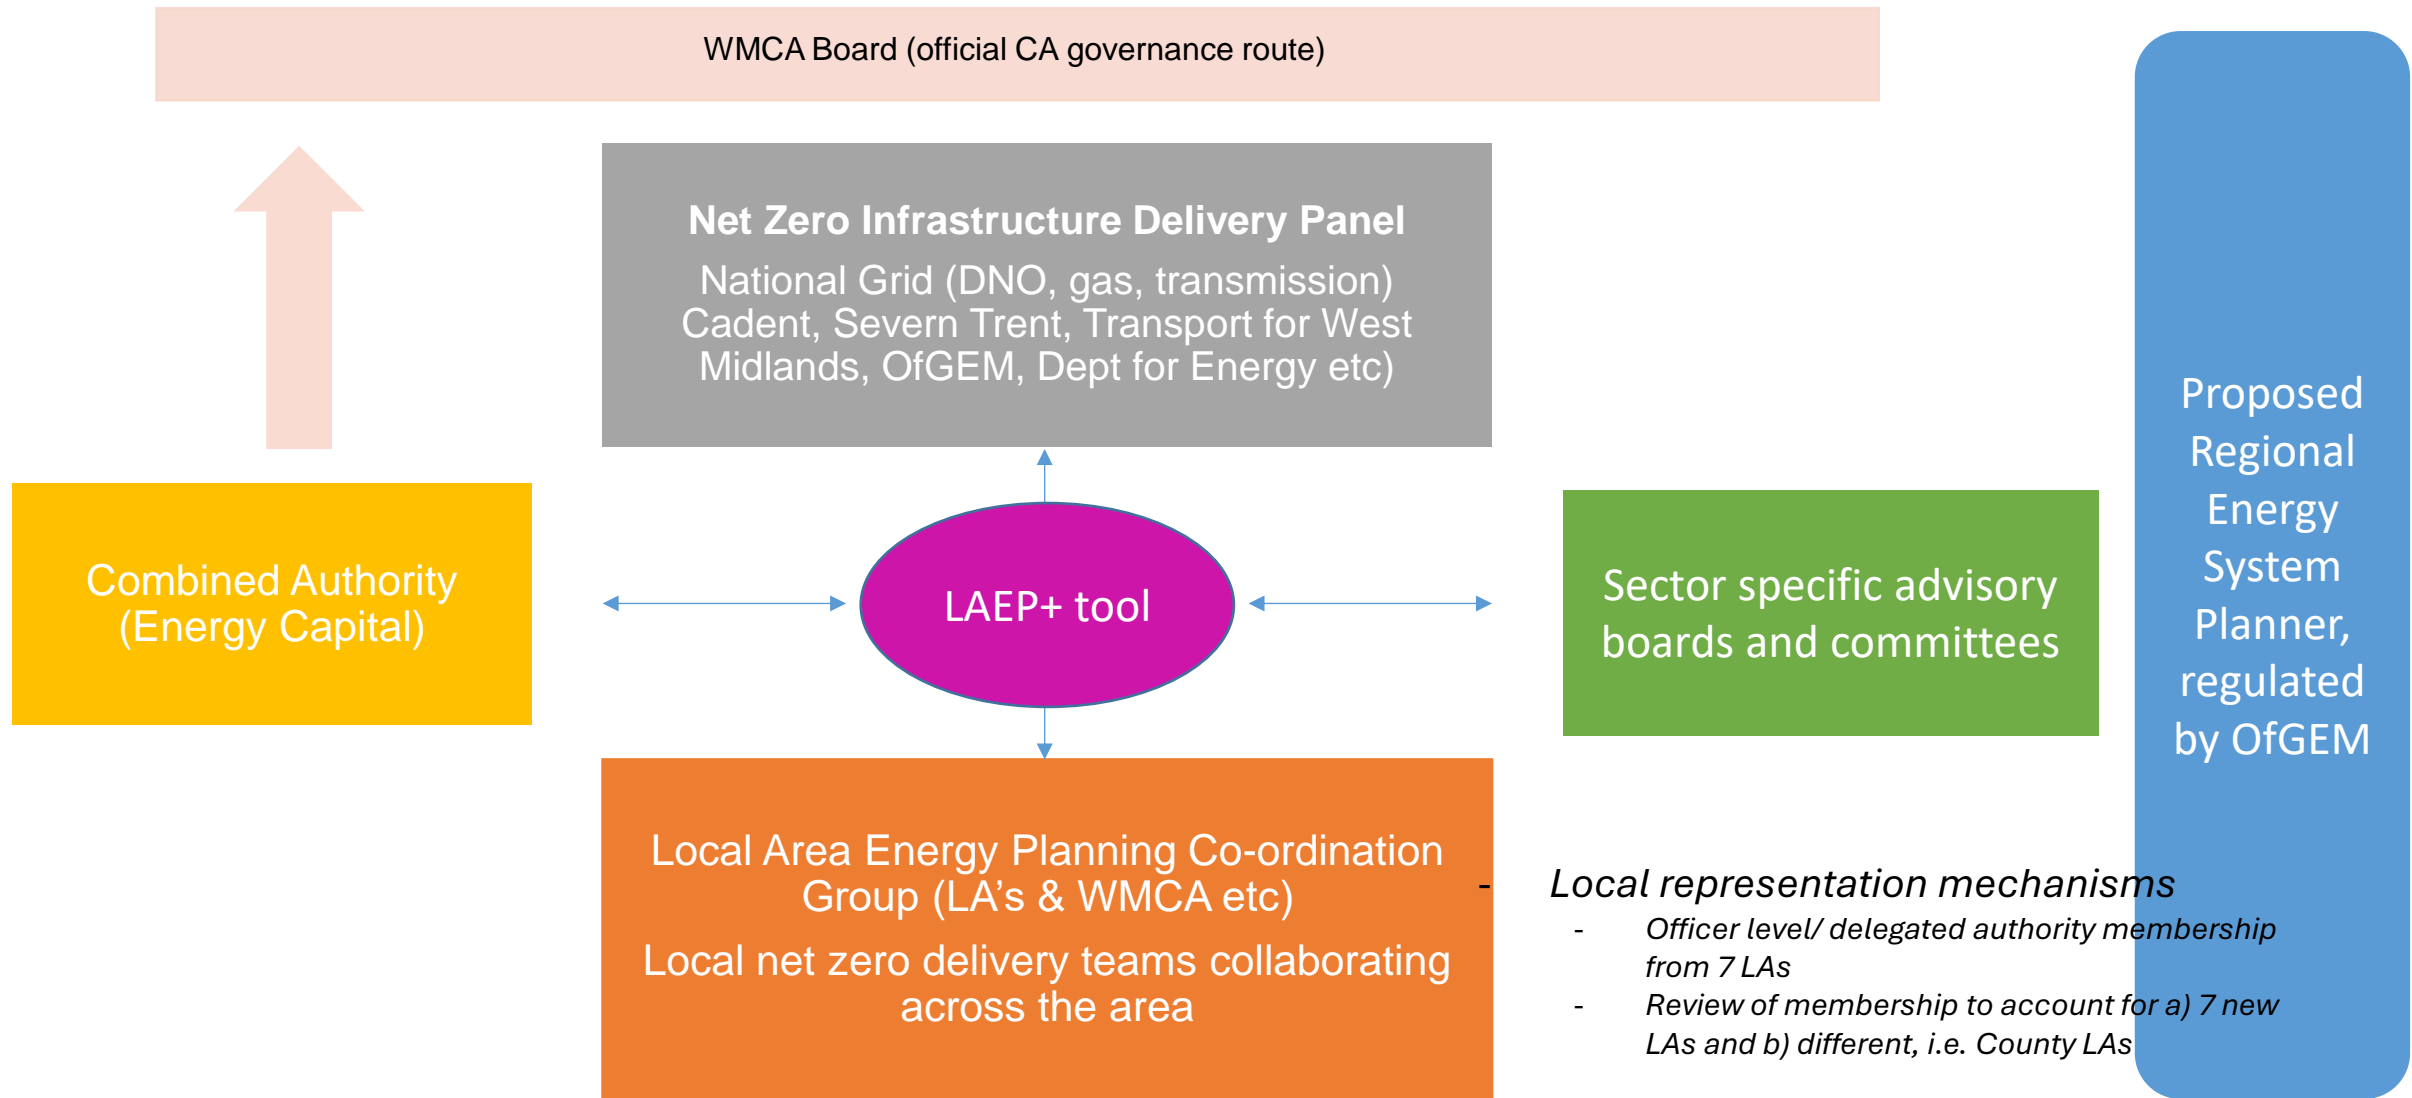 WMCA Board (official CA governance route)
Net Zero Infrastructure Delivery Panel
National Grid (DNO, gas, transmission)
Cadent, Severn Trent, Transport for West
Midlands, OfGEM, Dept for Energy etc)
Combined Authority
(Energy Capital)
LAEP+ tool
Sector specific advisory
boards and committees
Proposed
Regional
Energy
System
Planner,
regulated
by OfGEM
Local Area Energy Planning Co-ordination
Group (LA’s & WMCA etc)
Local net zero delivery teams collaborating
across the area
- Local representation mechanisms
- Officer level/ delegated authority membership
from 7 LAs
- Review of membership to account for a) 7 new
LAs and b) different, i.e. County LAs